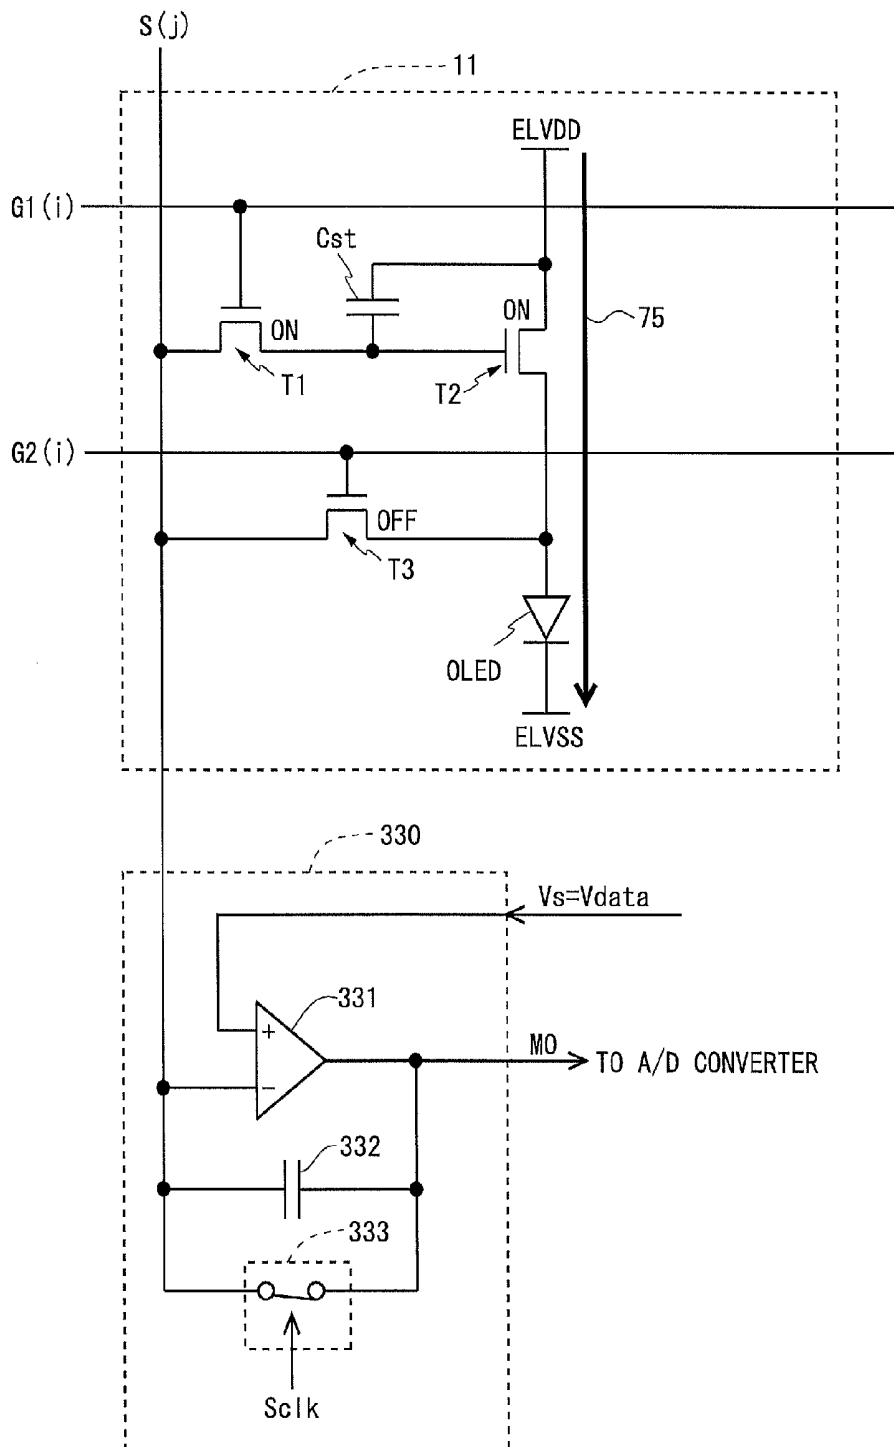 S(j)
11
ELVDD
G1(i)
Cst
ON
75
ON
T1
T2
G2(i)
OFF
T3
OLED
ELVSS
330
Vs=Vdata
331
+
MO
TO A/D CONVERTER
−
332
333
Sclk